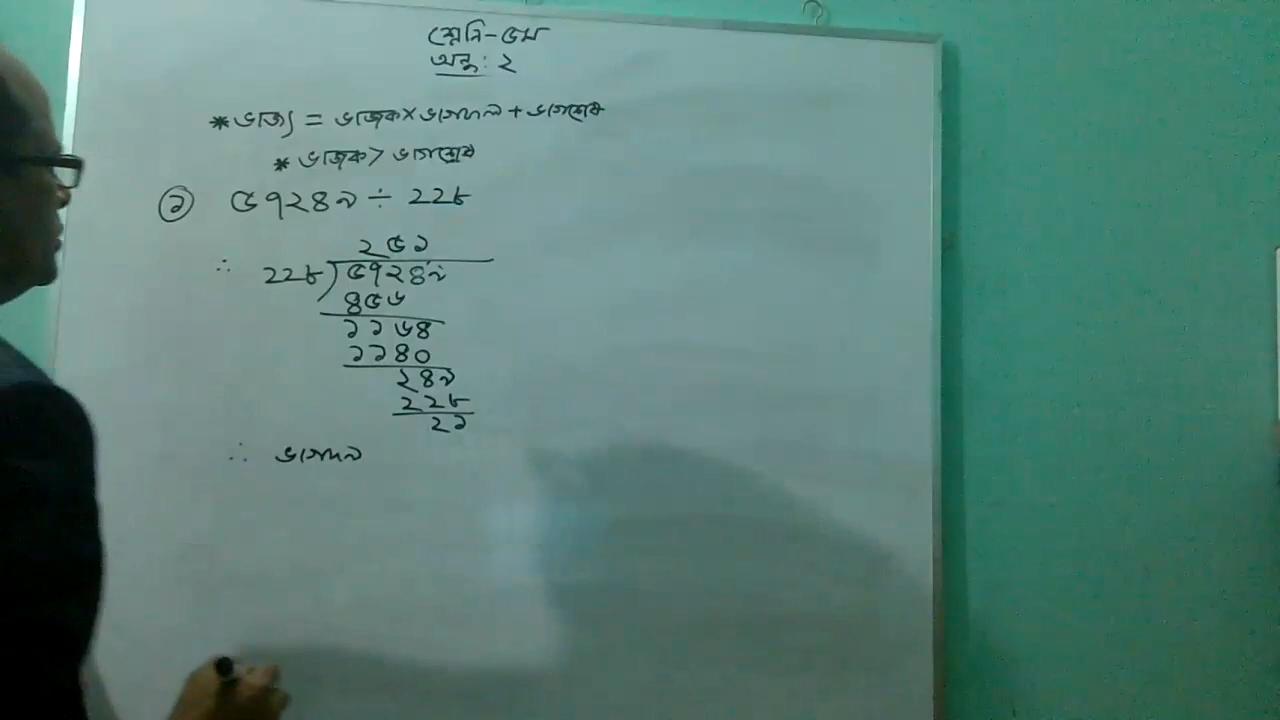 শ্রেনি-৫ম
অনু: ২
* ভাজ্য = ভাজক × ভাগফল + ভাগশেষ
* ভাজক > ভাগশেষ
① ৫৭২৪৯ ÷ ২২৮
২৫১
∴ ২২৮ ) ৫৭২৪৯
৪৫৬
১১৬৪
১১৪০
২৪৯
২২৮
২১
∴ ভাগফল